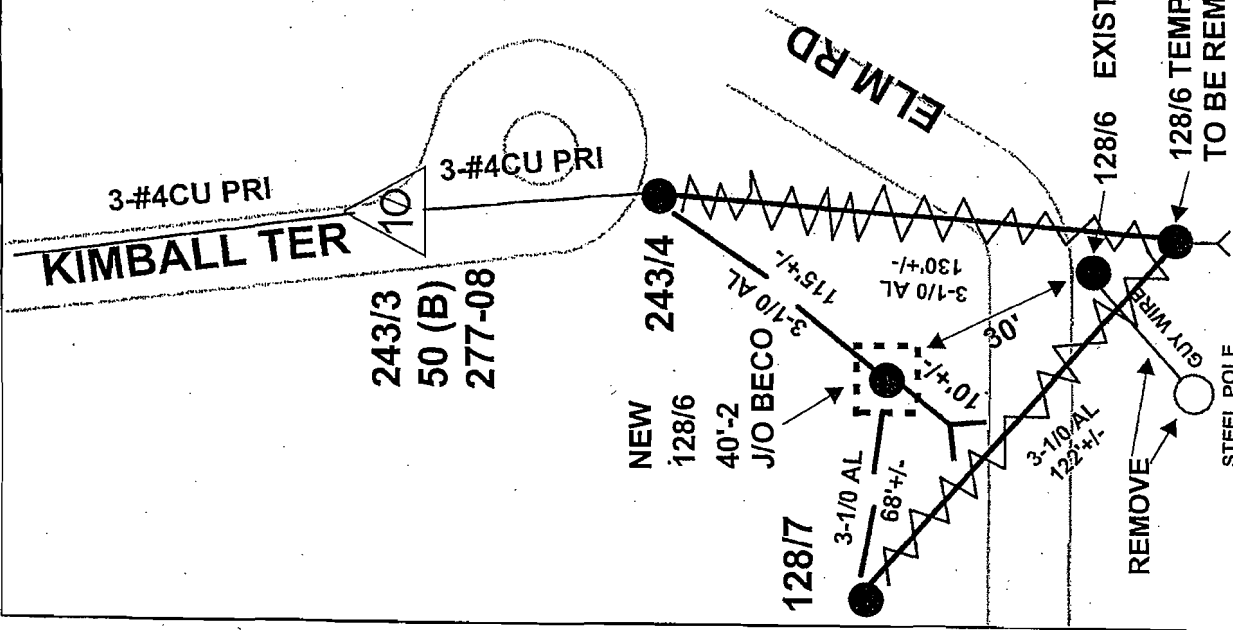 3-#4CU PRI
3-#4CU PRI
KIMBALL TER
10
243/3
50 (B)
277-08
ELM RD
243/4
3-1/0 AL
115'+/-
3-1/0 AL
130'+/-
NEW
128/6
40'-2
J/O BECO
30'
10'+/-
128/6 EXIST
128/6 TEMP
TO BE REM
128/7
3-1/0 AL
68'+/-
3-1/0 AL
122'+/-
GUY WIRE
REMOVE
STEEL POLE